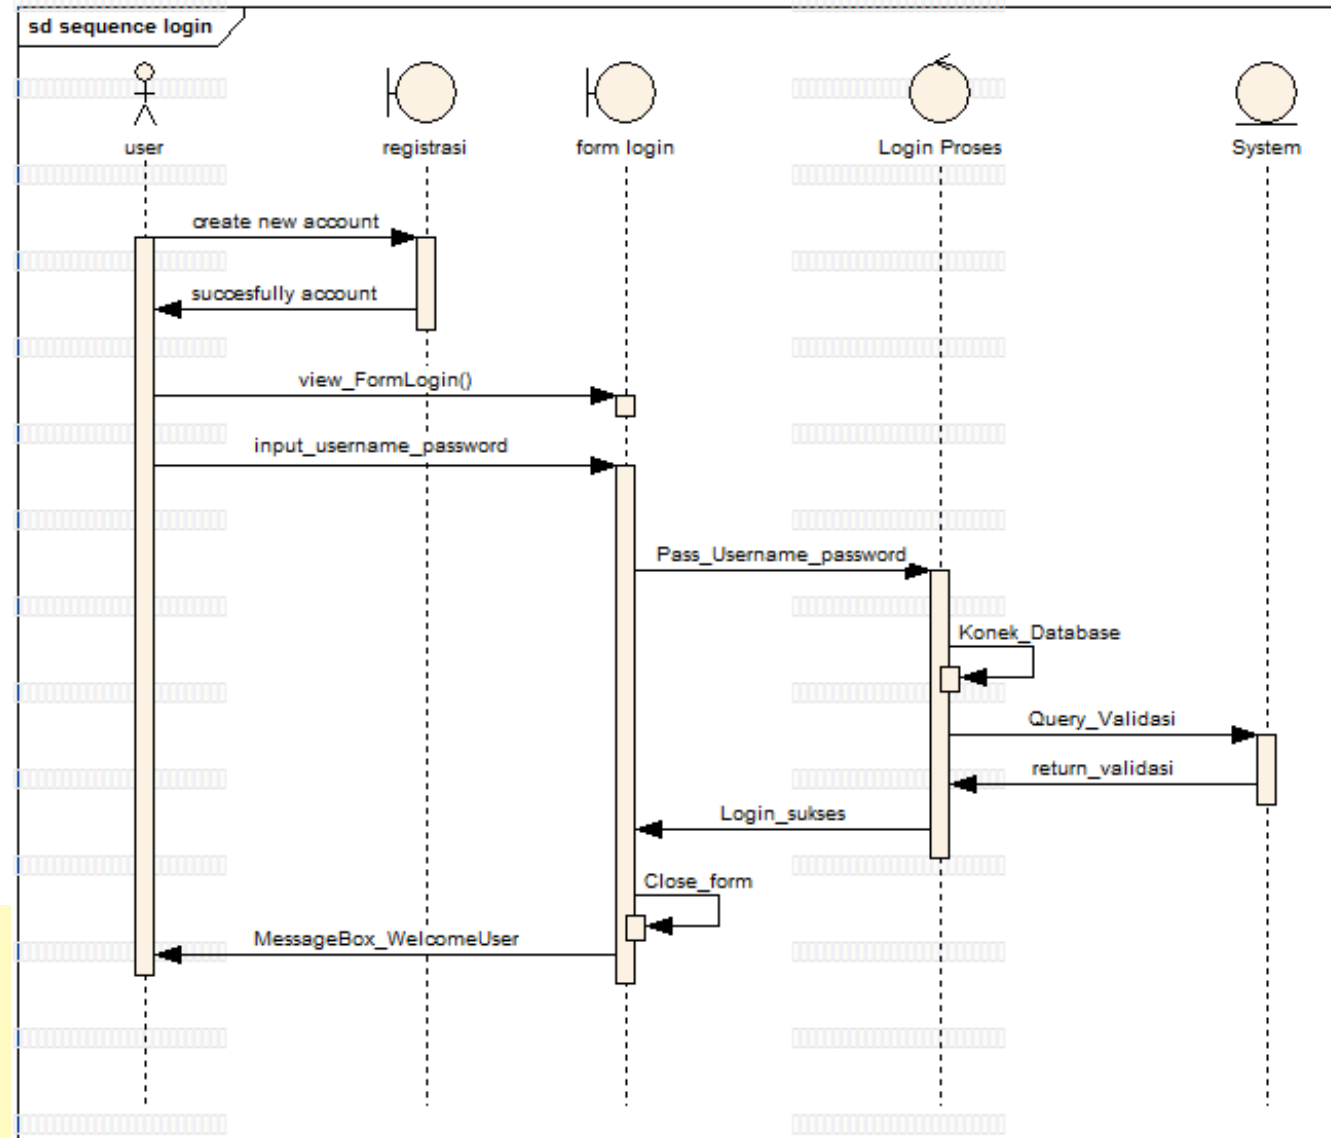 sd sequence login
user
registrasi
form login
Login Proses
System
create new account
succesfully account
view_FormLogin()
input_username_password
Pass_Username_password
Konek_Database
Query_Validasi
return_validasi
Login_sukses
Close_form
MessageBox_WelcomeUser